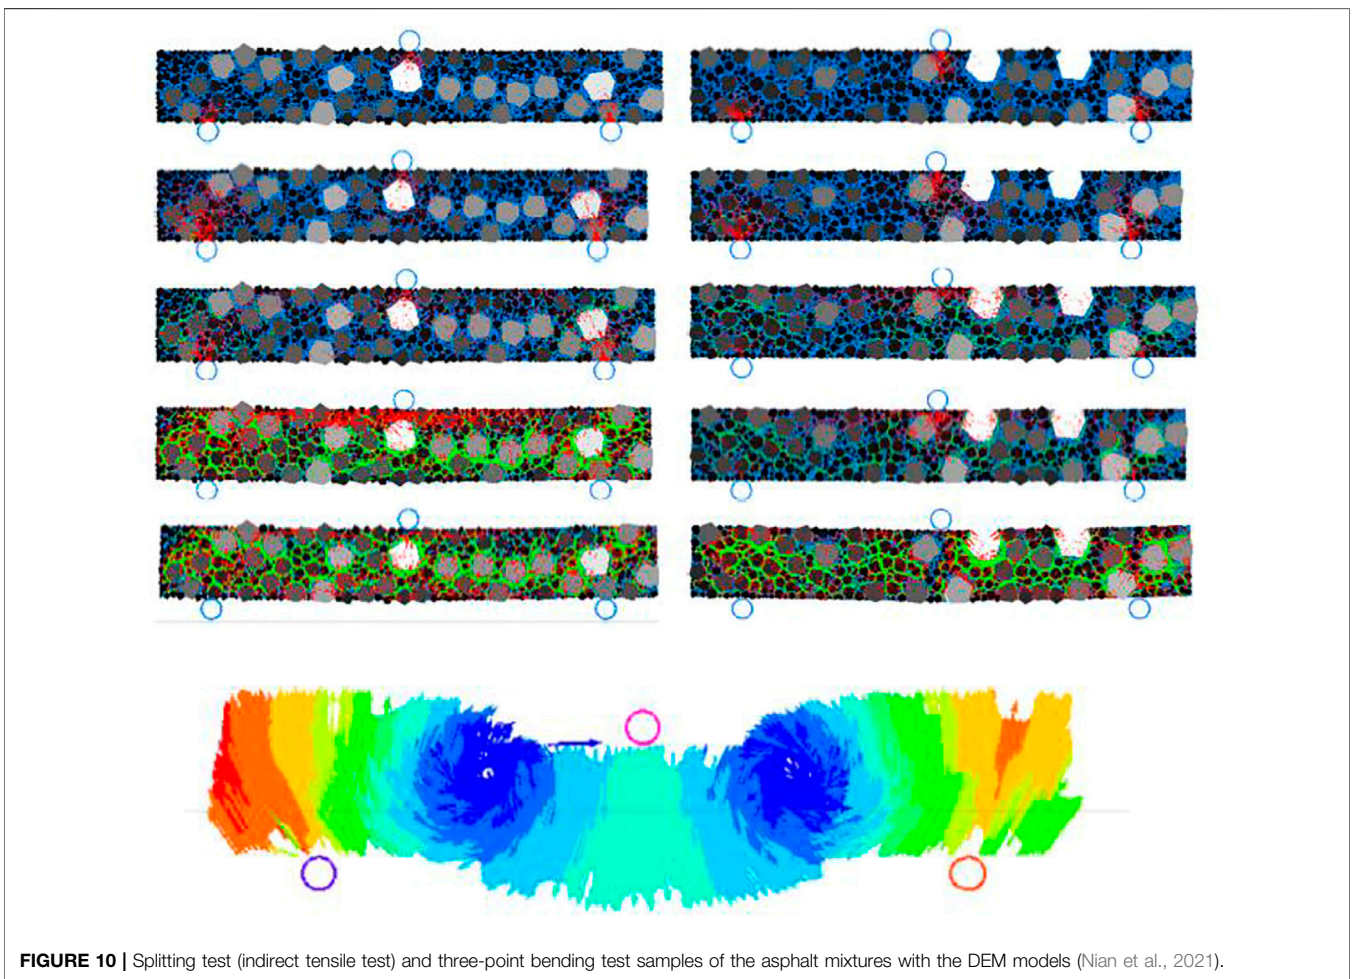 FIGURE 10 | Splitting test (indirect tensile test) and three-point bending test samples of the asphalt mixtures with the DEM models (Nian et al., 2021).